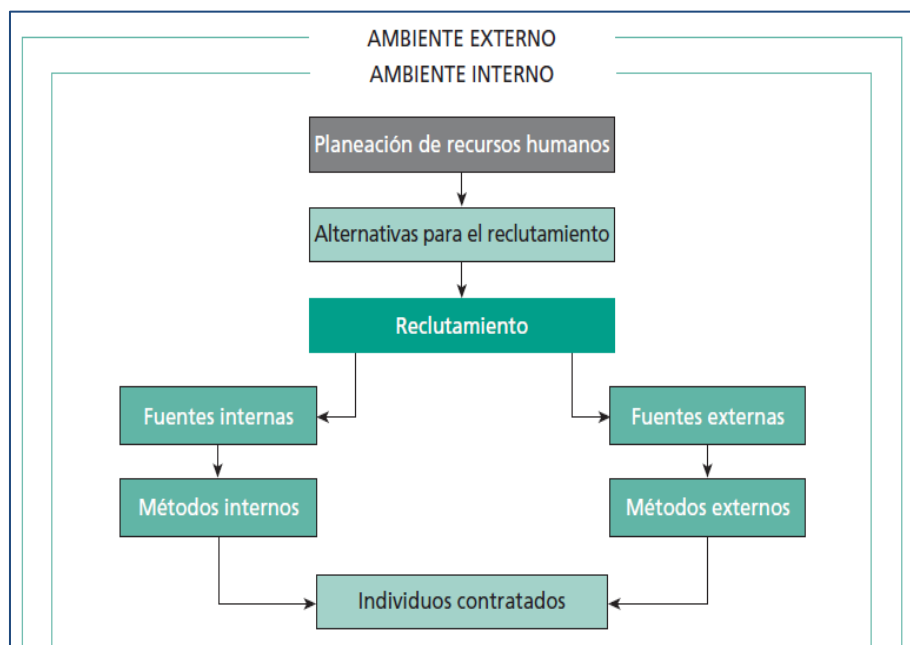 AMBIENTE EXTERNO
AMBIENTE INTERNO
Planeación de recursos humanos
Alternativas para el reclutamiento
Reclutamiento
Fuentes internas
Fuentes externas
Métodos internos
Métodos externos
Individuos contratados